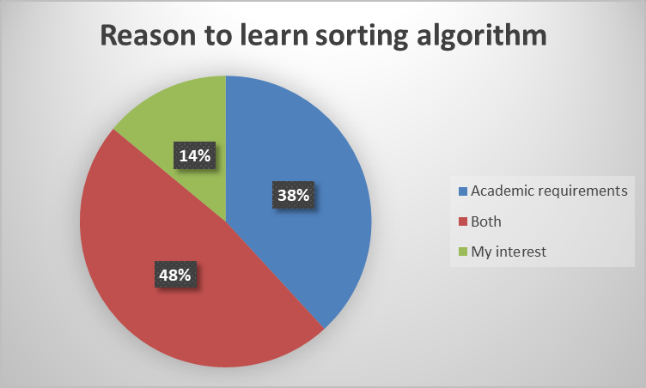 Reason to learn sorting algorithm
14%
38%
48%
Academic requirements
Both
My interest